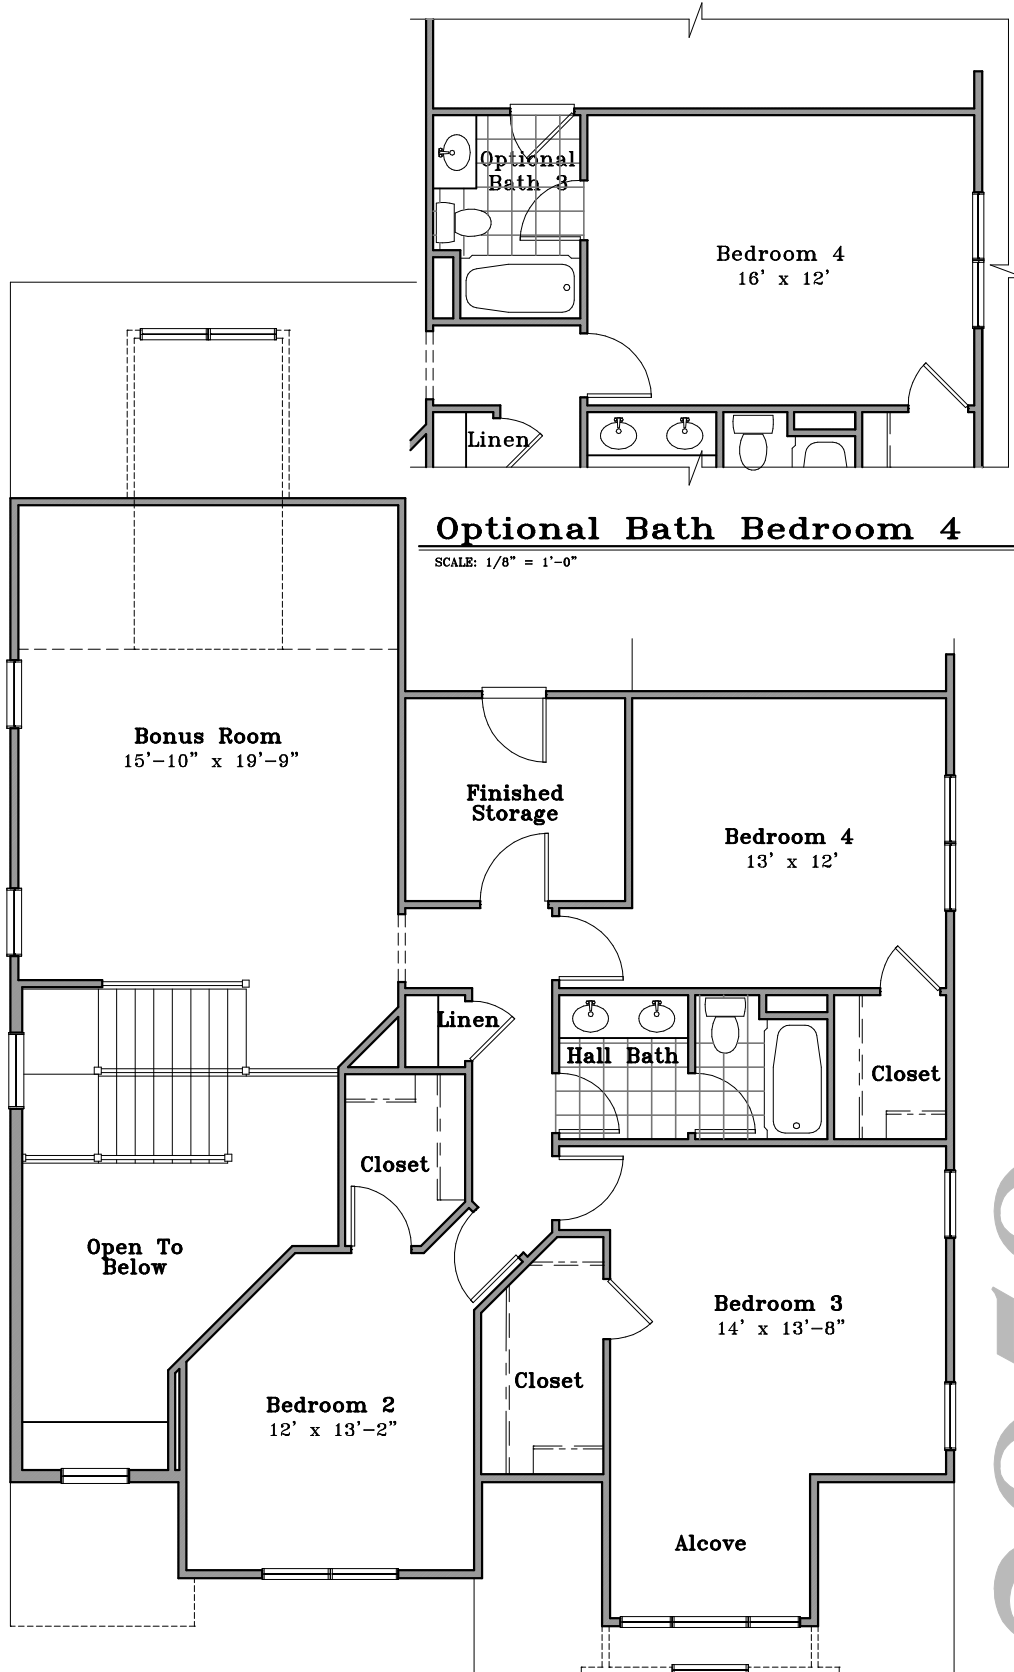 Optional
Bath 3
Bedroom 4
16' x 12'
Linen
Optional Bath Bedroom 4
SCALE: 1/8" = 1'-0"
Bonus Room
15'-10" x 19'-9"
Finished
Storage
Bedroom 4
13' x 12'
Linen
Hall Bath
Closet
Closet
Open To
Below
Bedroom 3
14' x 13'-8"
Closet
Bedroom 2
12' x 13'-2"
Alcove